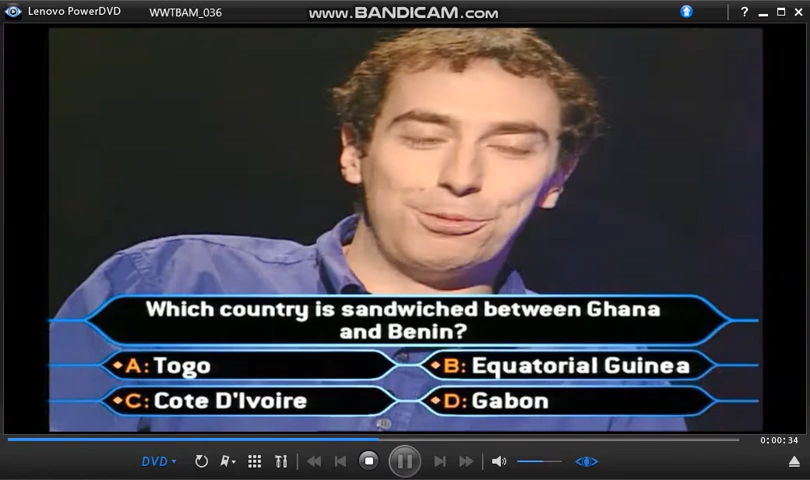 Lenovo PowerDVD WWTBAM_036 www.BANDICAM.com ?
Which country is sandwiched between Ghana
and Benin?
A: Togo
B: Equatorial Guinea
C: Cote D'Ivoire
D: Gabon
0:00:34
DVD